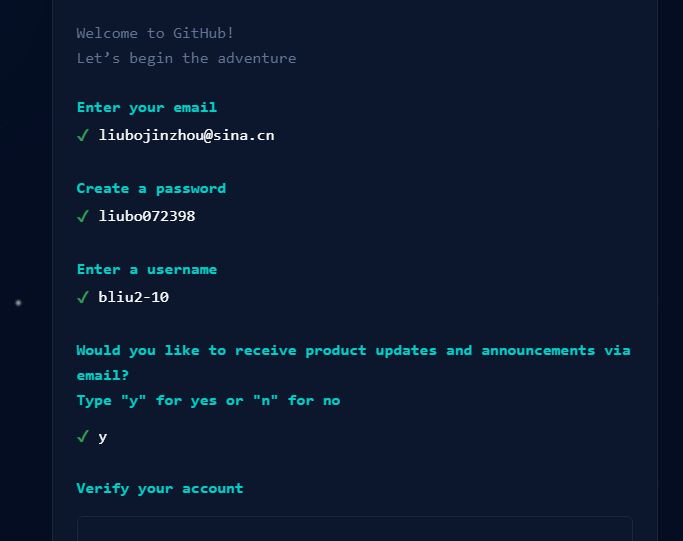 Welcome to GitHub!
Let’s begin the adventure
Enter your email
✓ liubojinzhou@sina.cn
Create a password
✓ liubo072398
Enter a username
✓ bliu2-10
Would you like to receive product updates and announcements via
email?
Type "y" for yes or "n" for no
✓ y
Verify your account